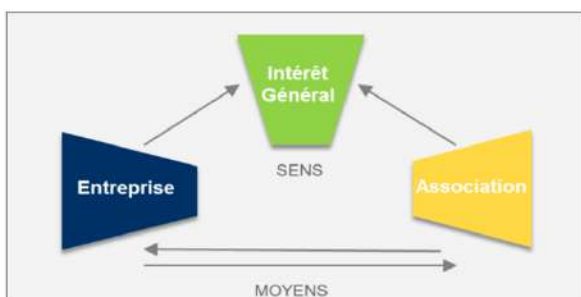 Intérêt
Général
SENS
Entreprise
Association
MOYENS